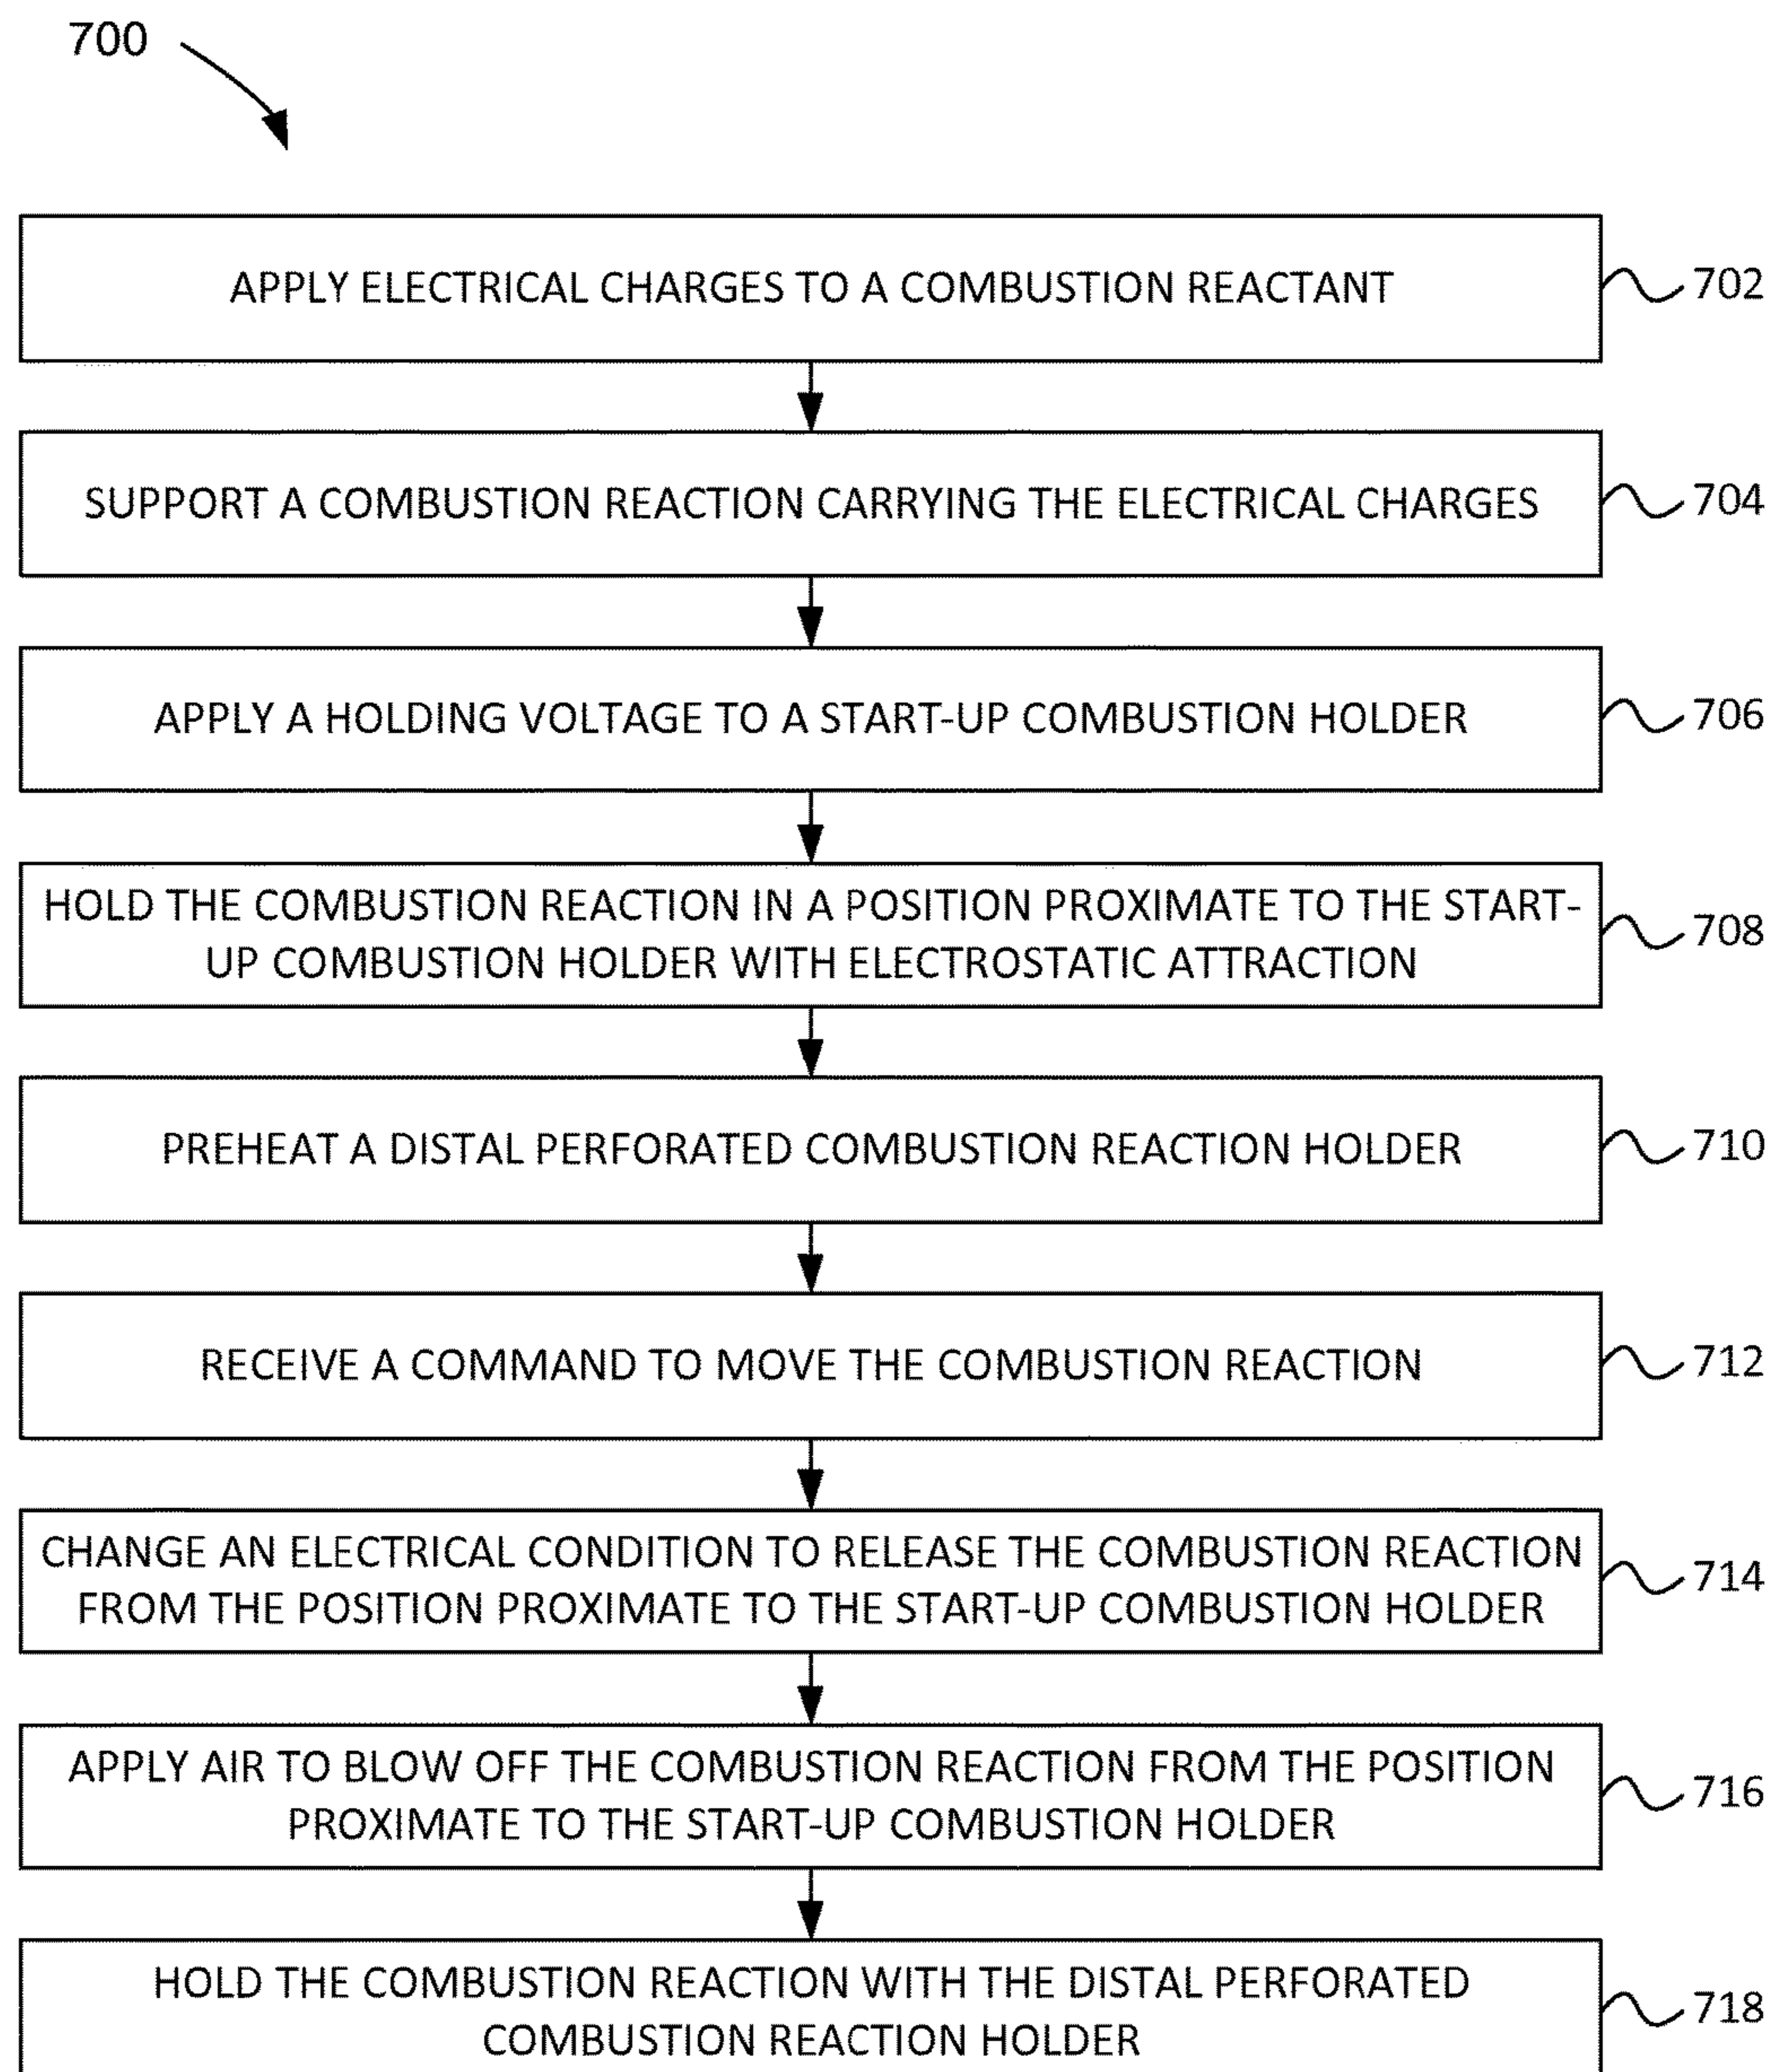 700
APPLY ELECTRICAL CHARGES TO A COMBUSTION REACTANT
702
SUPPORT A COMBUSTION REACTION CARRYING THE ELECTRICAL CHARGES
704
APPLY A HOLDING VOLTAGE TO A START-UP COMBUSTION HOLDER
706
HOLD THE COMBUSTION REACTION IN A POSITION PROXIMATE TO THE START-
UP COMBUSTION HOLDER WITH ELECTROSTATIC ATTRACTION
708
PREHEAT A DISTAL PERFORATED COMBUSTION REACTION HOLDER
710
RECEIVE A COMMAND TO MOVE THE COMBUSTION REACTION
712
CHANGE AN ELECTRICAL CONDITION TO RELEASE THE COMBUSTION REACTION
FROM THE POSITION PROXIMATE TO THE START-UP COMBUSTION HOLDER
714
APPLY AIR TO BLOW OFF THE COMBUSTION REACTION FROM THE POSITION
PROXIMATE TO THE START-UP COMBUSTION HOLDER
716
HOLD THE COMBUSTION REACTION WITH THE DISTAL PERFORATED
COMBUSTION REACTION HOLDER
718